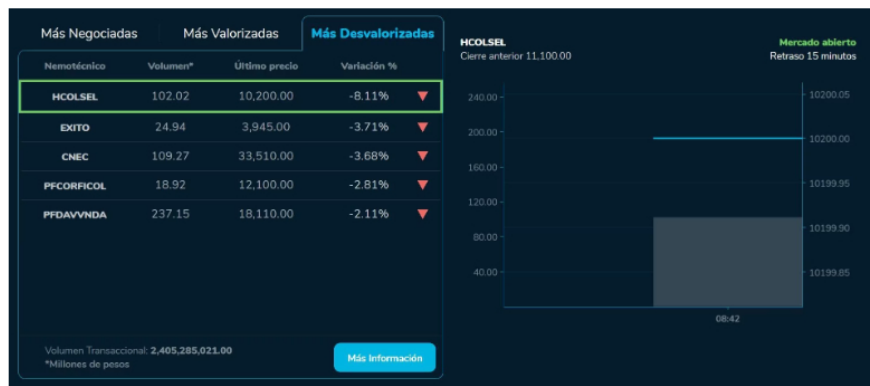 Más Negociadas Más Valorizadas Más Desvalorizadas
Nemotécnico Volumen* Último precio Variación %
HCOLSEL 102.02 10,200.00 -8.11%
EXITO 24.94 3,945.00 -3.71%
CNEC 109.27 33,510.00 -3.68%
PFCORFICOL 18.92 12,100.00 -2.81%
PFDAVVNDA 237.15 18,110.00 -2.11%
Volumen Transaccional: 2,405,285,021.00
*Millones de pesos
Más Información
HCOLSEL Mercado abierto
Cierre anterior 11,100.00 Retraso 15 minutos
240.00 10200.05
200.00 10200.00
160.00
10199.95
120.00
10199.90
80.00
40.00 10199.85
08:42